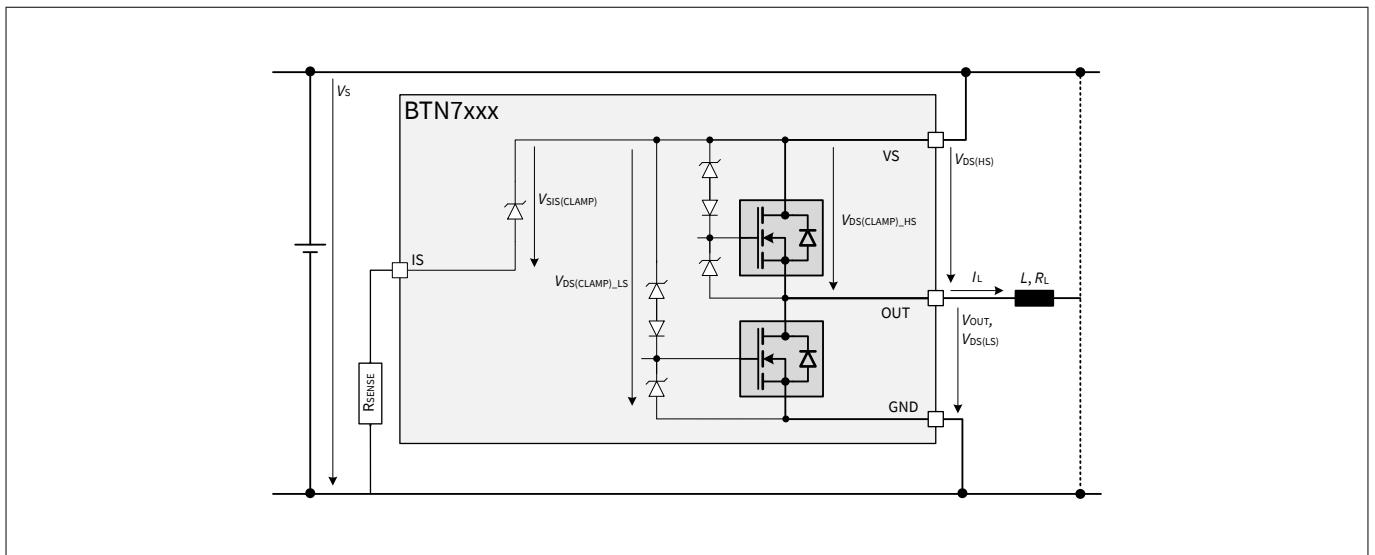 BTN7xxx
VS
VS
VDS(HS)
VSIS(CLAMP)
VDS(CLAMP)_HS
IS
VDS(CLAMP)_LS
IL
L, RL
OUT
VOUT,
VDS(LS)
RSENSE
GND